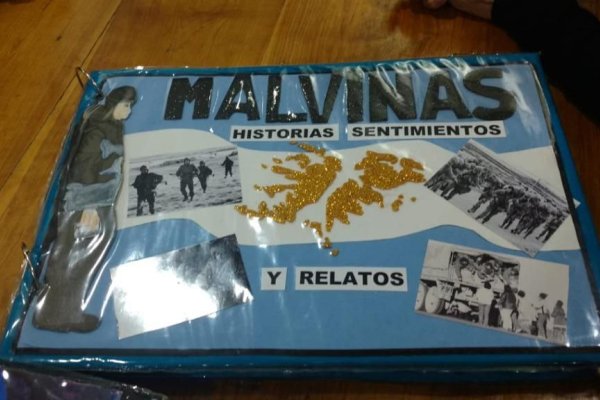 MALVINAS
HISTORIAS SENTIMIENTOS
Y RELATOS